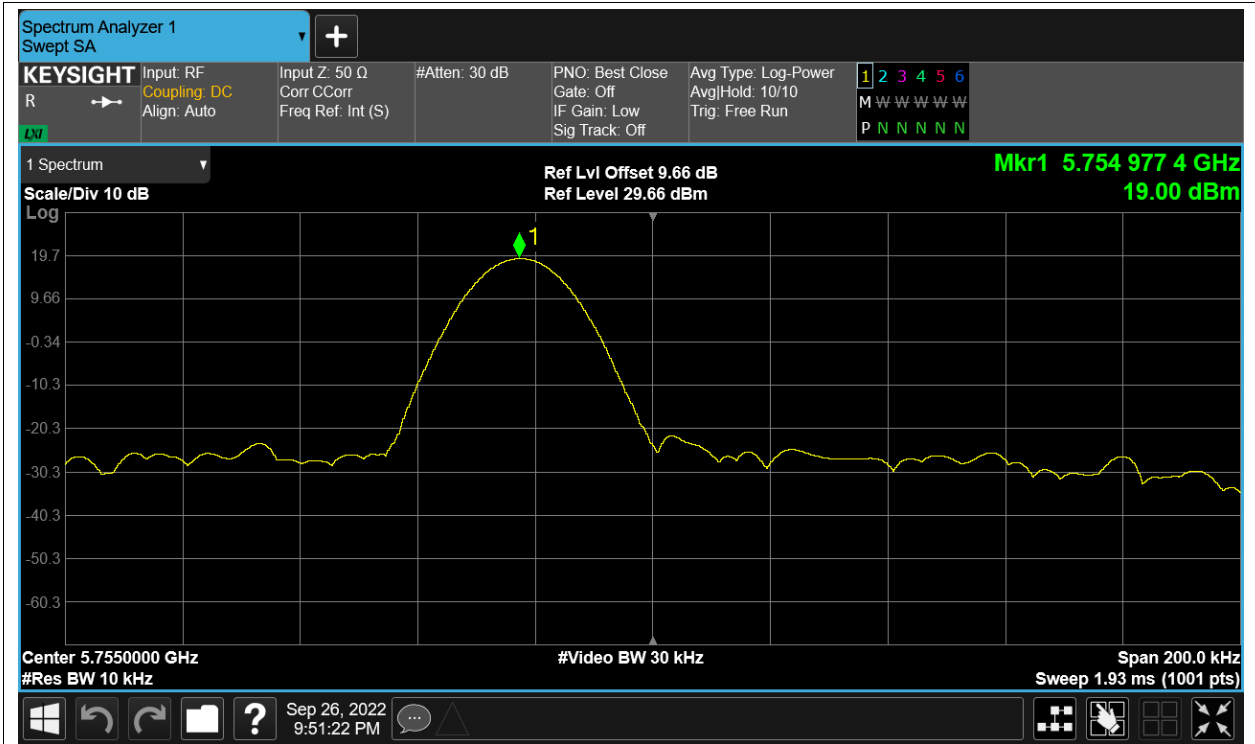 Spectrum Analyzer 1
Swept SA
KEYSIGHT
R
LXI
Input: RF
Coupling: DC
Align: Auto
Input Z: 50 Ω
Corr CCorr
Freq Ref: Int (S)
#Atten: 30 dB
PNO: Best Close
Gate: Off
IF Gain: Low
Sig Track: Off
Avg Type: Log-Power
Avg|Hold: 10/10
Trig: Free Run
1 2 3 4 5 6
M W W W W W
P N N N N N
1 Spectrum
Scale/Div 10 dB
Log
Ref Lvl Offset 9.66 dB
Ref Level 29.66 dBm
Mkr1 5.754 977 4 GHz
19.00 dBm
1
19.7
9.66
-0.34
-10.3
-20.3
-30.3
-40.3
-50.3
-60.3
Center 5.7550000 GHz
#Video BW 30 kHz
Span 200.0 kHz
#Res BW 10 kHz
Sweep 1.93 ms (1001 pts)
?
Sep 26, 2022
9:51:22 PM